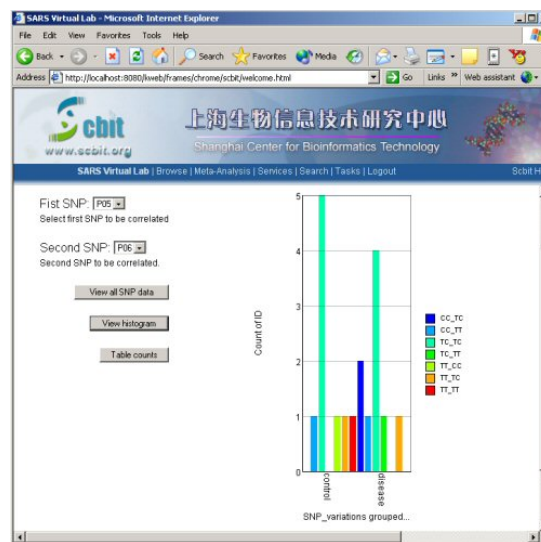 SARS Virtual Lab - Microsoft Internet Explorer
File Edit View Favorites Tools Help
Back Search Favorites Media
Address http://localhost:8080/kweb/frames/chrome/scbit/welcome.html Go Links » Web assistant
Scbit
www.scbit.org
上海生物信息技术研究中心
Shanghai Center for Bioinformatics Technology
SARS Virtual Lab | Browse | Meta-Analysis | Services | Search | Tasks | Logout Scbit H
Fist SNP: P05
Select first SNP to be correlated
Second SNP: P06
Second SNP to be correlated.
View all SNP data
View histogram
Table counts
Count of ID
5
4
3
2
1
0
control
disease
SNP_variations grouped...
CC_TC
CC_TT
TC_TC
TC_TT
TT_CC
TT_TC
TT_TT